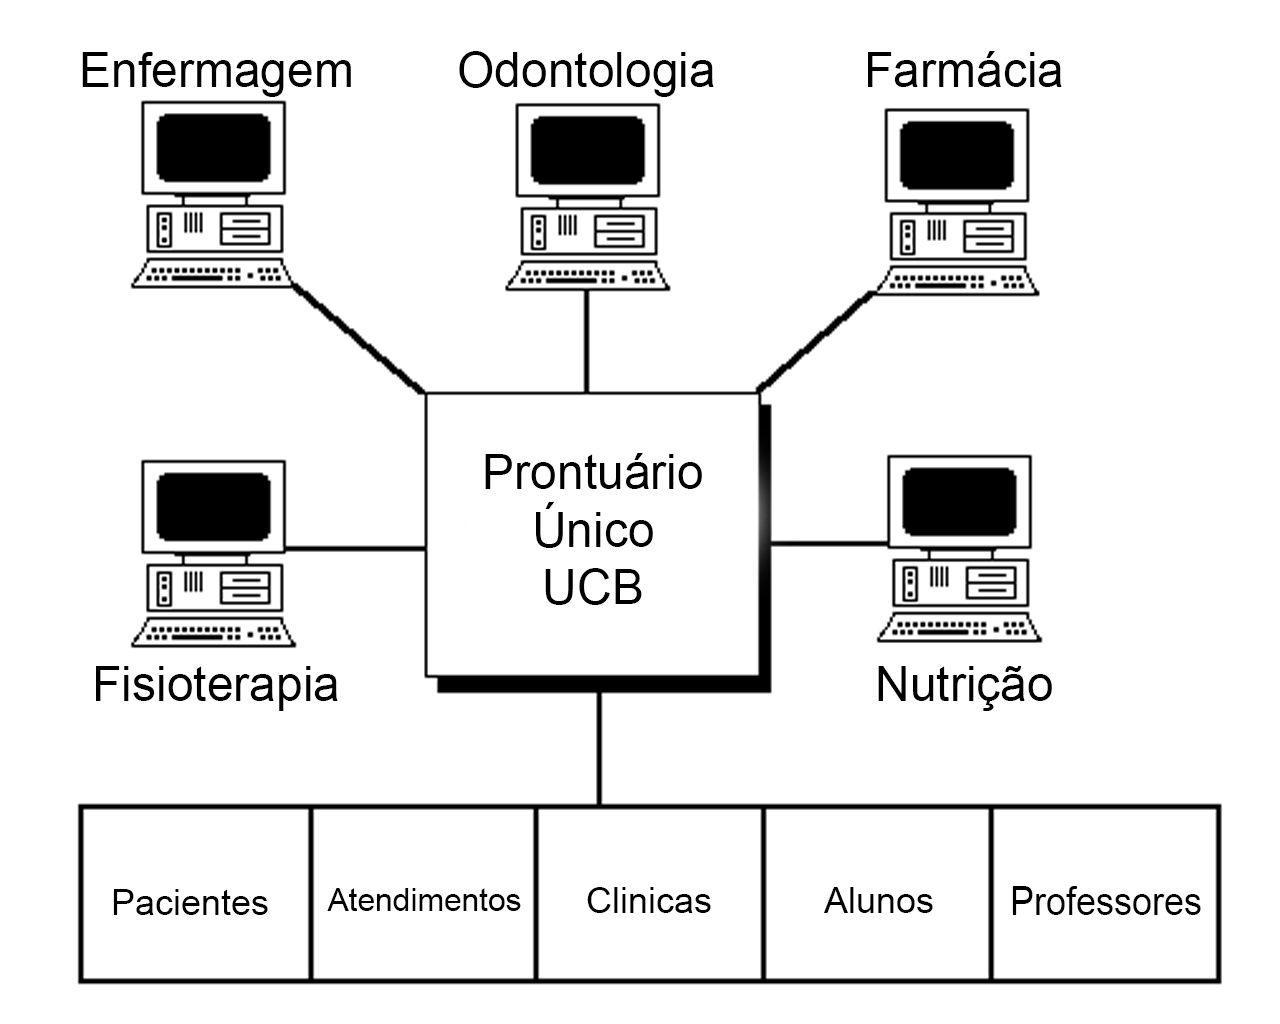 Enfermagem
Odontologia
Farmácia
Prontuário
Único
UCB
Fisioterapia
Nutrição
Pacientes
Atendimentos
Clinicas
Alunos
Professores